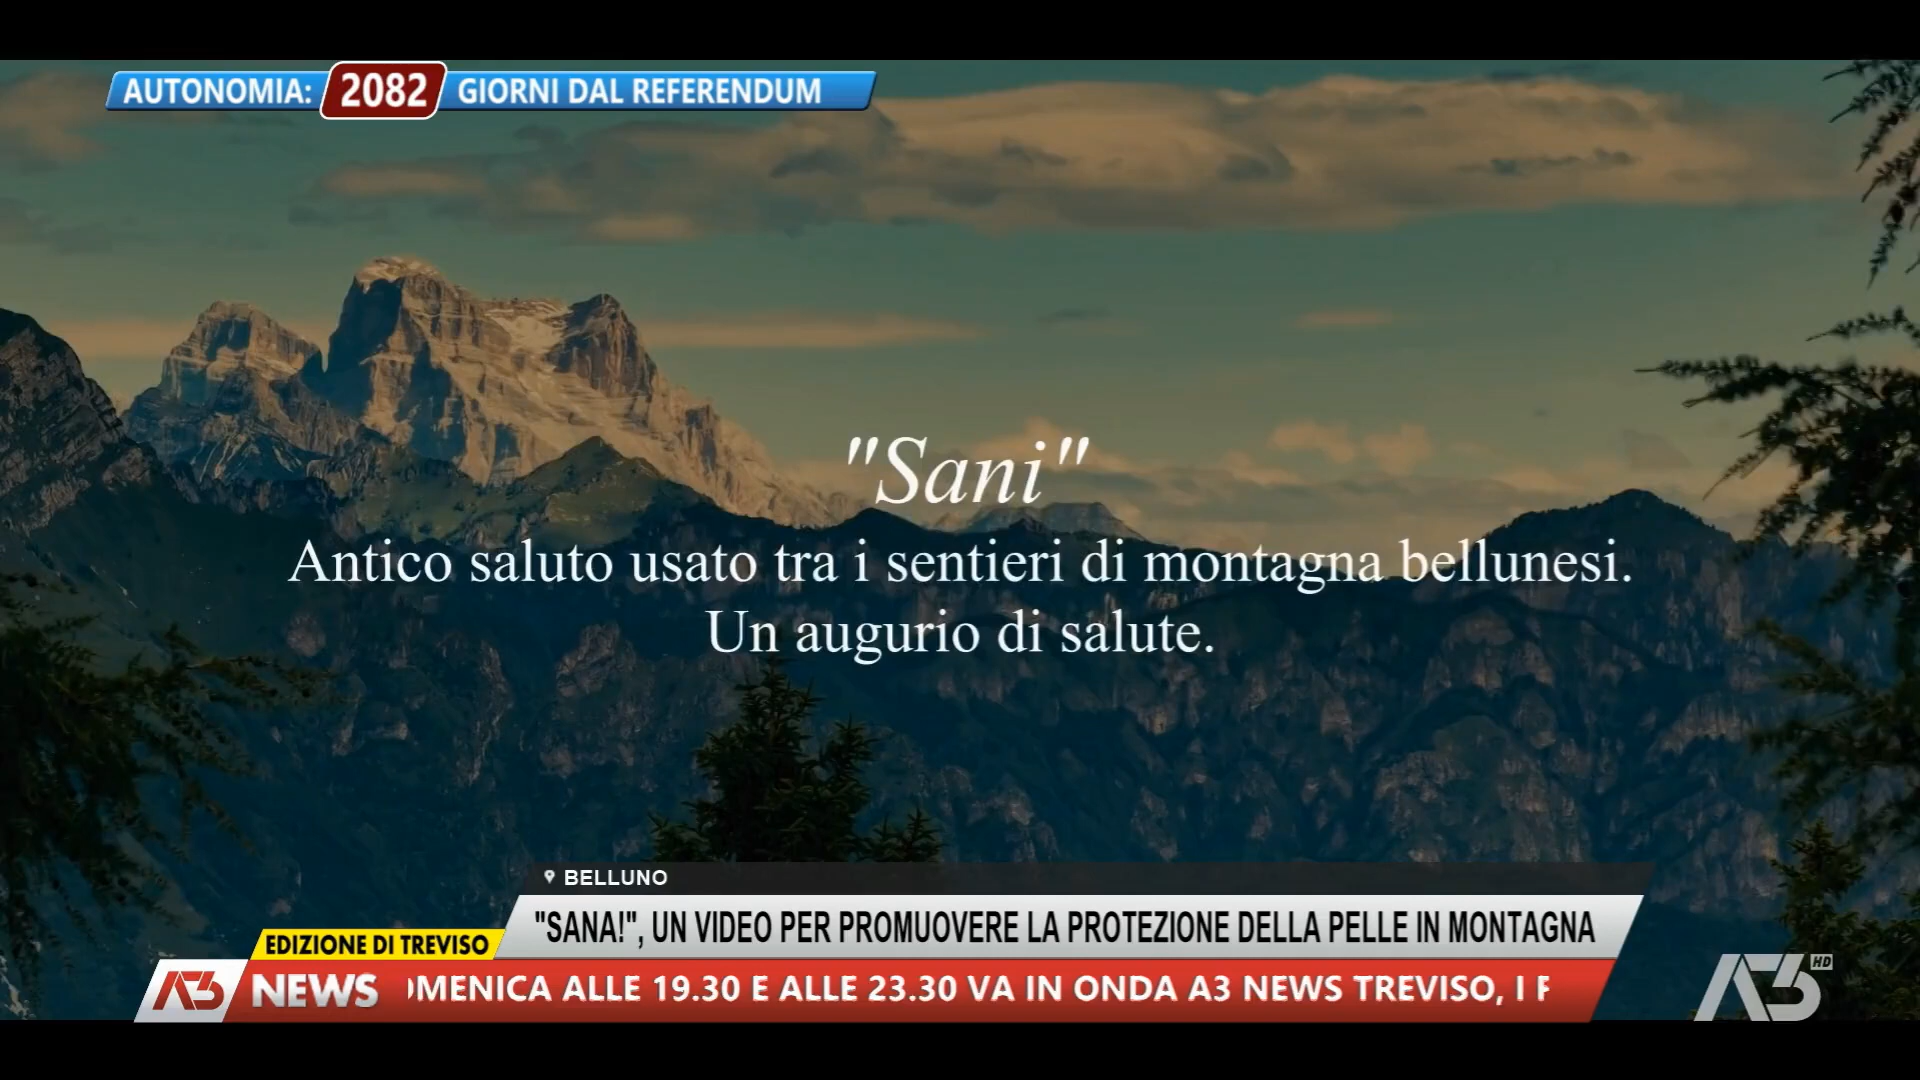 AUTONOMIA: 2082 GIORNI DAL REFERENDUM
"Sani"
Antico saluto usato tra i sentieri di montagna bellunesi.
Un augurio di salute.
BELLUNO
"SANA!", UN VIDEO PER PROMUOVERE LA PROTEZIONE DELLA PELLE IN MONTAGNA
EDIZIONE DI TREVISO
A3 NEWS OMENICA ALLE 19.30 E ALLE 23.30 VA IN ONDA A3 NEWS TREVISO, I
A3 HD